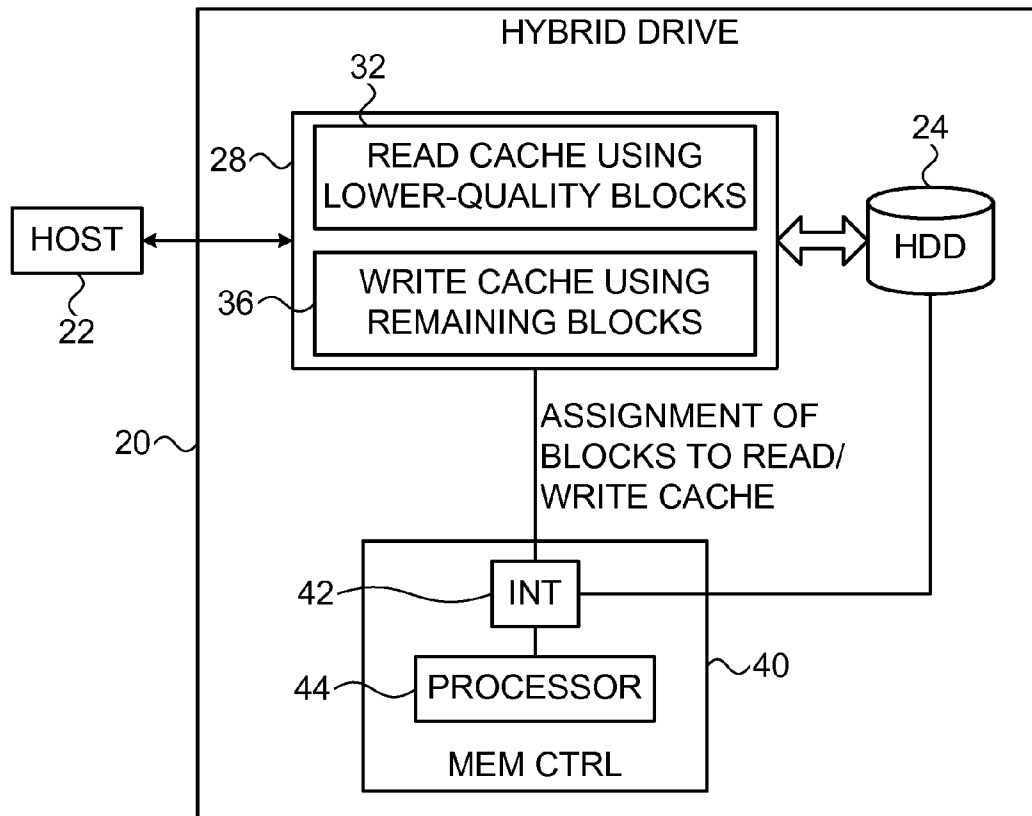 HYBRID DRIVE
32
28
READ CACHE USING
LOWER-QUALITY BLOCKS
24
HOST
HDD
22
36
WRITE CACHE USING
REMAINING BLOCKS
20
ASSIGNMENT OF
BLOCKS TO READ/
WRITE CACHE
42
INT
44
PROCESSOR
40
MEM CTRL